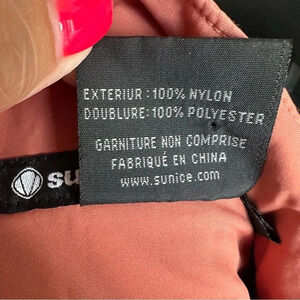 EXTERIUR : 100% NYLON
DOUBLURE: 100% POLYESTER
GARNITURE NON COMPRISE
FABRIQUÉ EN CHINA
www.sunice.com
su